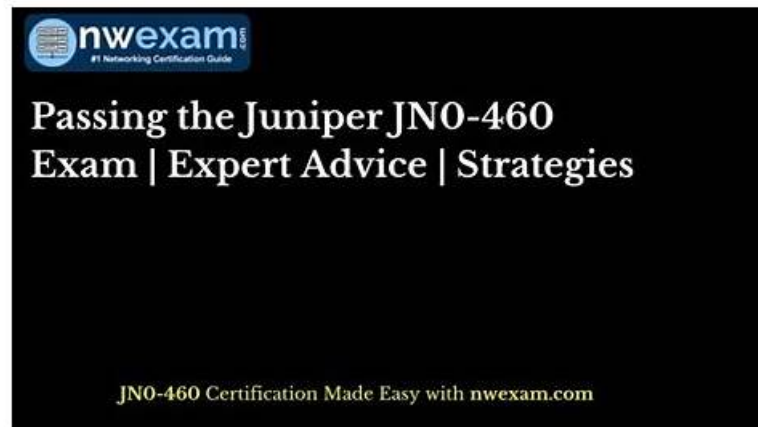 nwexam.com
#1 Networking Certification Guide
Passing the Juniper JN0-460
Exam | Expert Advice | Strategies
JN0-460 Certification Made Easy with nwexam.com